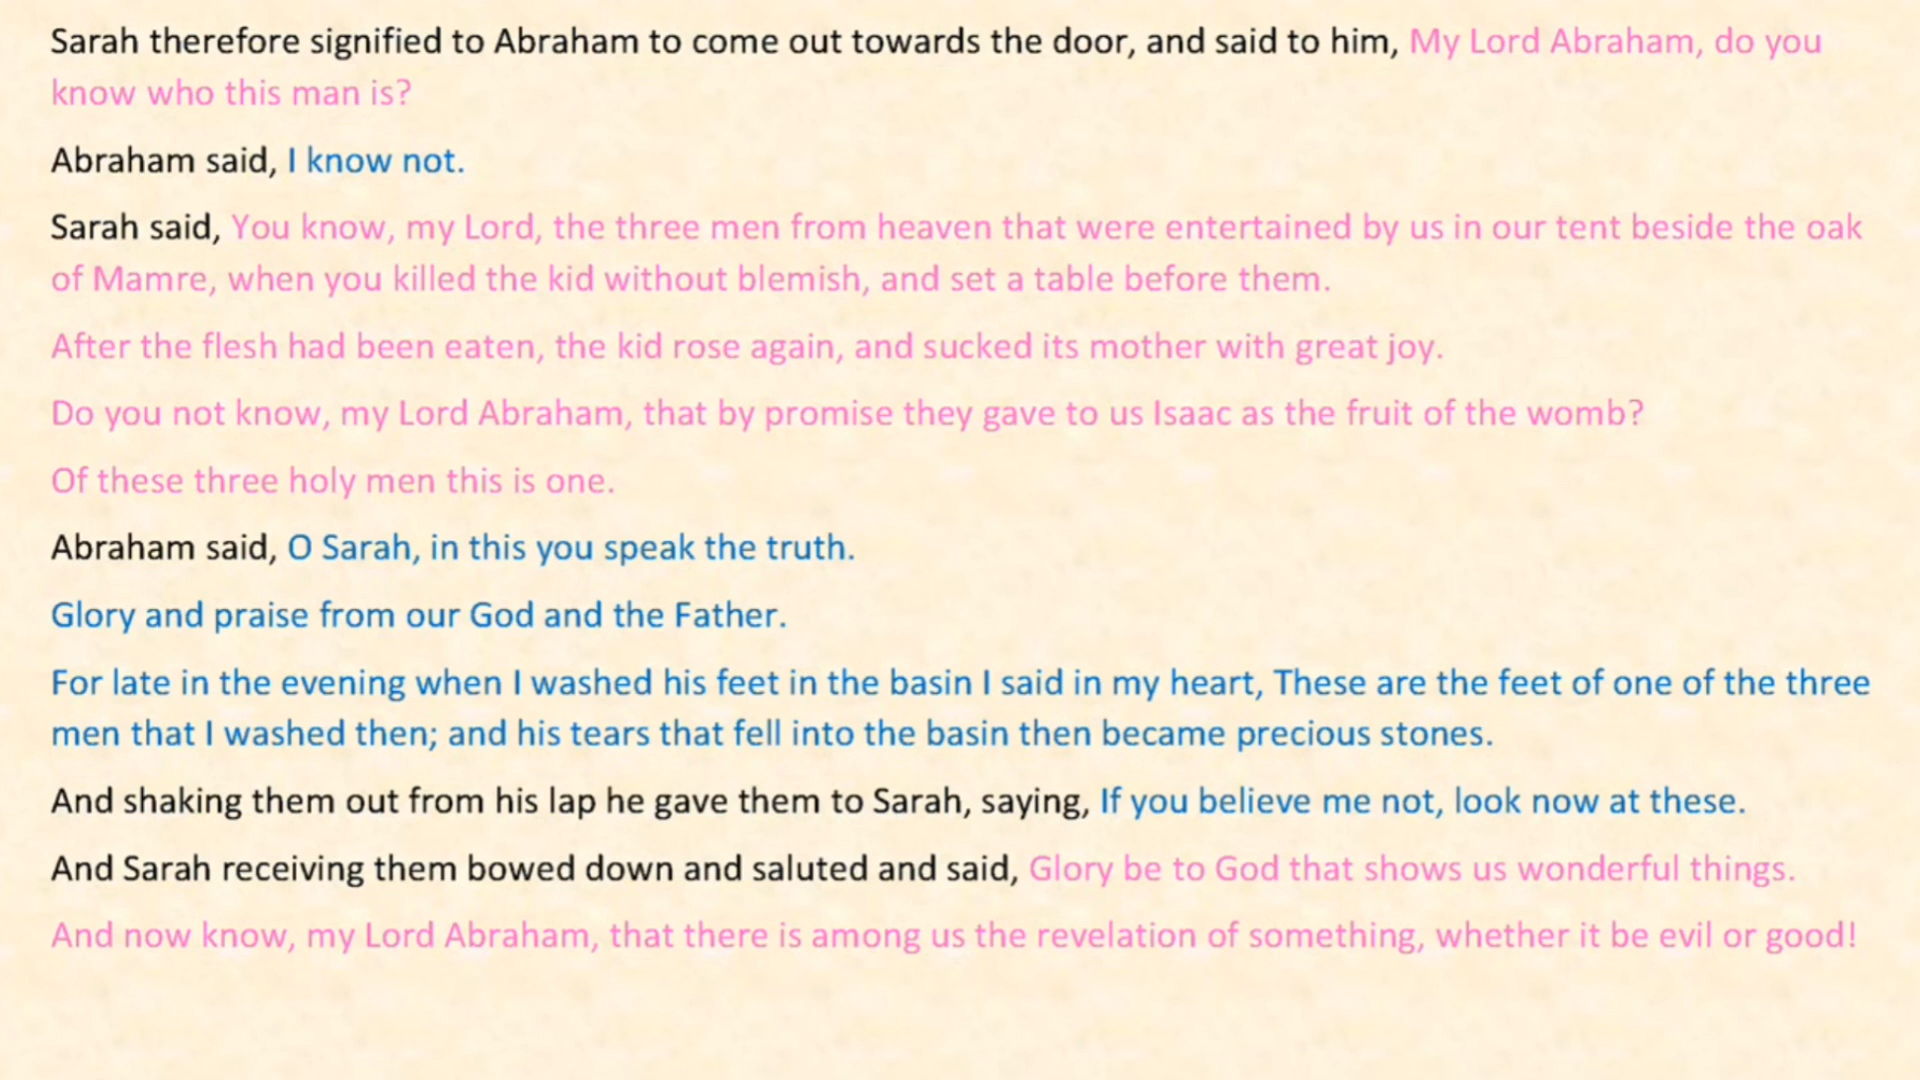 Sarah therefore signified to Abraham to come out towards the door, and said to him, My Lord Abraham, do you
know who this man is?
Abraham said, I know not.
Sarah said, You know, my Lord, the three men from heaven that were entertained by us in our tent beside the oak
of Mamre, when you killed the kid without blemish, and set a table before them.
After the flesh had been eaten, the kid rose again, and sucked its mother with great joy.
Do you not know, my Lord Abraham, that by promise they gave to us Isaac as the fruit of the womb?
Of these three holy men this is one.
Abraham said, O Sarah, in this you speak the truth.
Glory and praise from our God and the Father.
For late in the evening when I washed his feet in the basin I said in my heart, These are the feet of one of the three
men that I washed then; and his tears that fell into the basin then became precious stones.
And shaking them out from his lap he gave them to Sarah, saying, If you believe me not, look now at these.
And Sarah receiving them bowed down and saluted and said, Glory be to God that shows us wonderful things.
And now know, my Lord Abraham, that there is among us the revelation of something, whether it be evil or good!